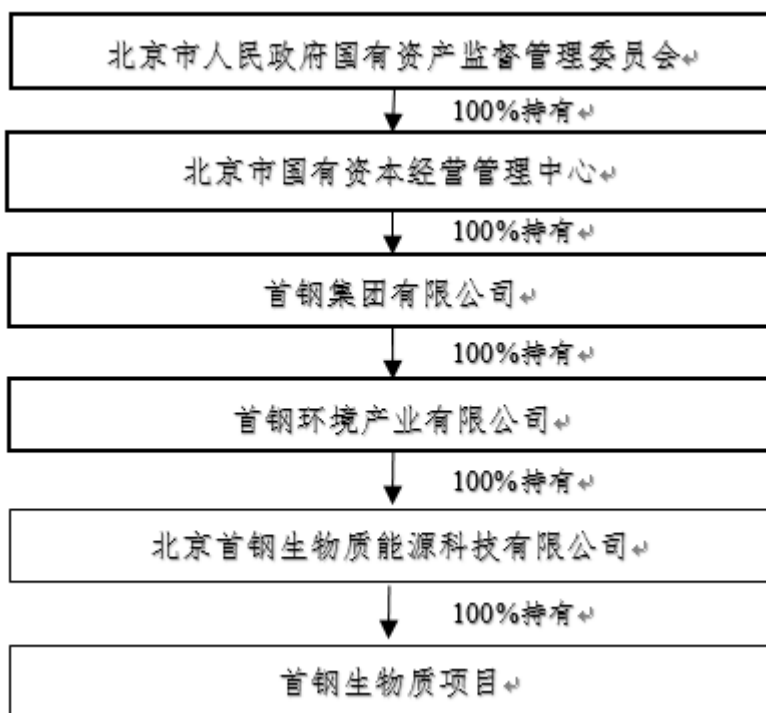 北京市人民政府国有资产监督管理委员会↵
100%持有↵
北京市国有资本经营管理中心↵
100%持有↵
首钢集团有限公司↵
100%持有↵
首钢环境产业有限公司↵
100%持有↵
北京首钢生物质能源科技有限公司↵
100%持有↵
首钢生物质项目↵